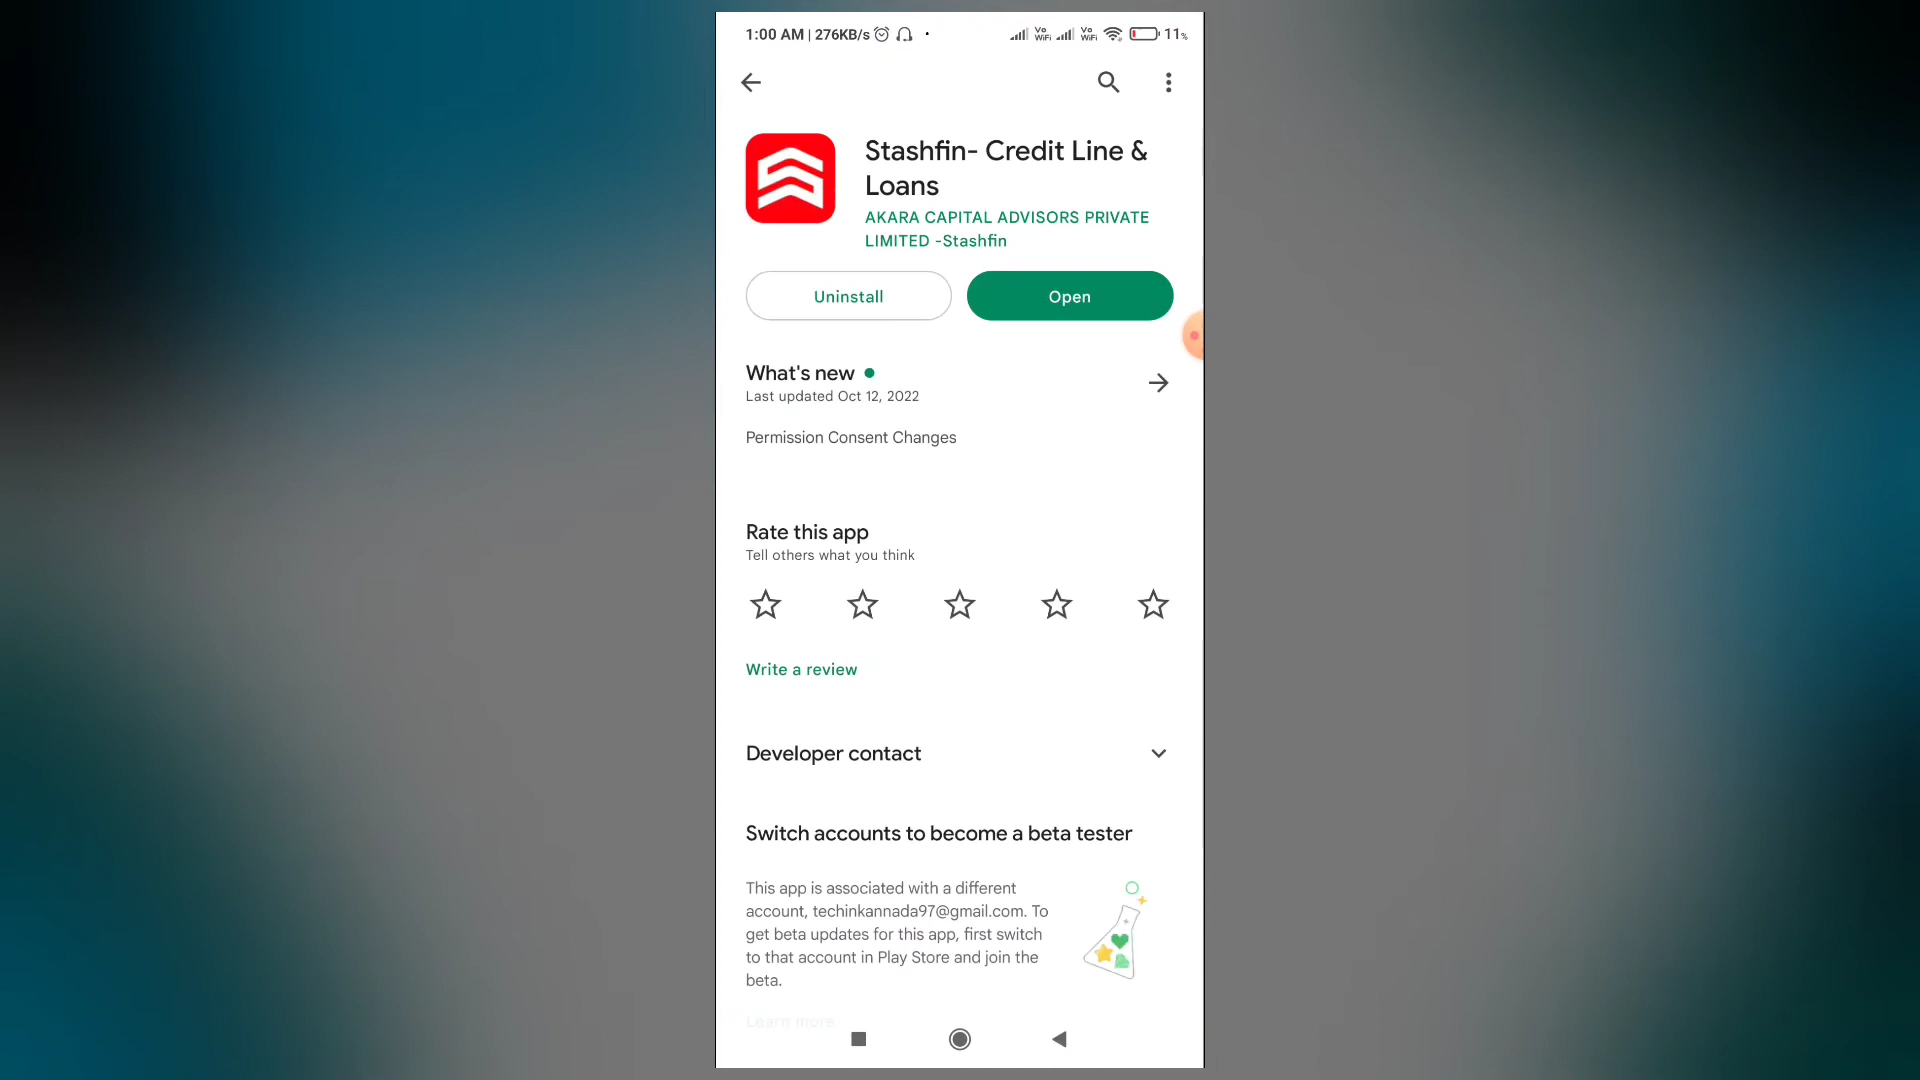 1:00 AM | 276KB/s
Vo WiFi Vo WiFi 11%
Stashfin- Credit Line &
Loans
AKARA CAPITAL ADVISORS PRIVATE
LIMITED -Stashfin
Uninstall
Open
What's new
Last updated Oct 12, 2022
Permission Consent Changes
Rate this app
Tell others what you think
Write a review
Developer contact
Switch accounts to become a beta tester
This app is associated with a different
account, techinkannada97@gmail.com. To
get beta updates for this app, first switch
to that account in Play Store and join the
beta.
Learn more